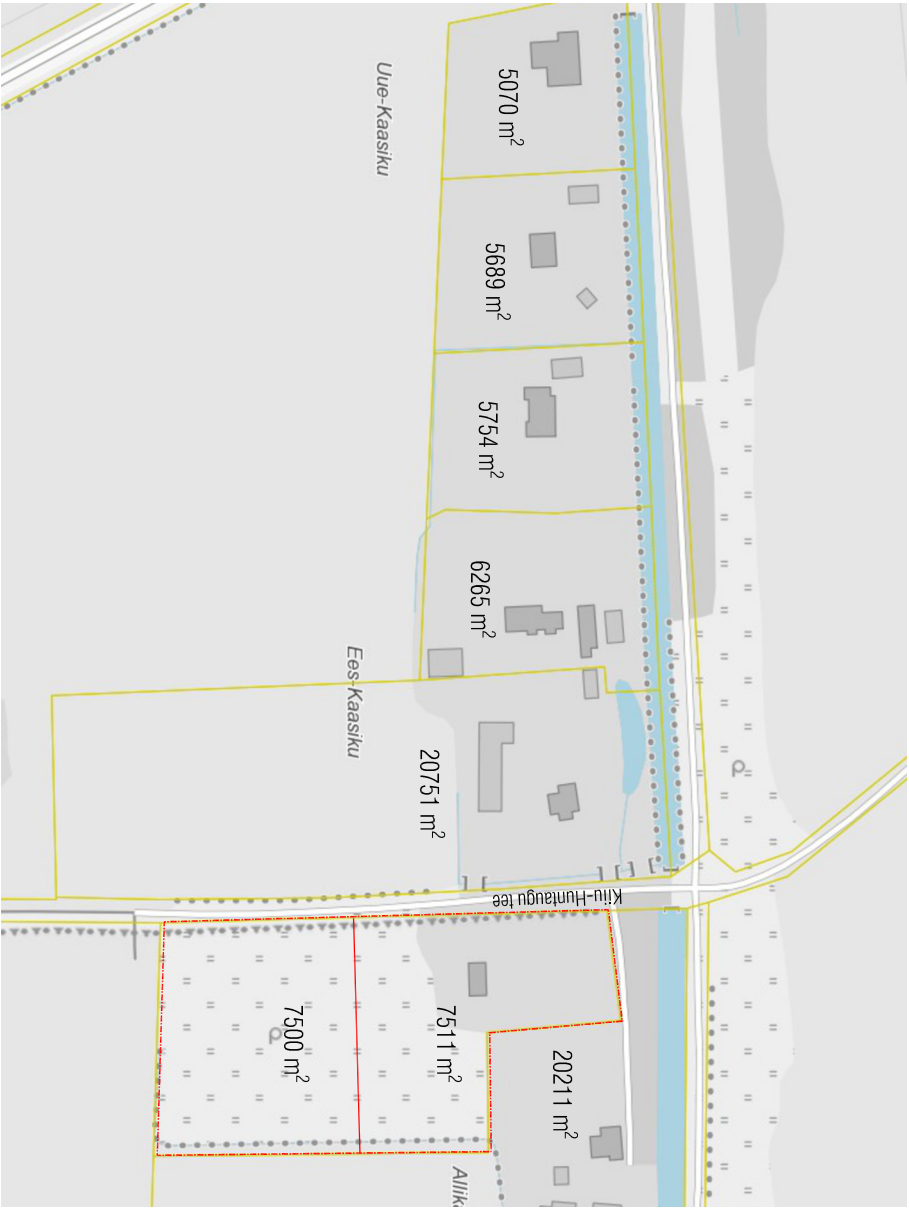 Uue-Kaasiku
5070 m²
5689 m²
5754 m²
6265 m²
Ees-Kaasiku
20751 m²
Kiiu-Huntaugu tee
7500 m²
7511 m²
20211 m²
Allik